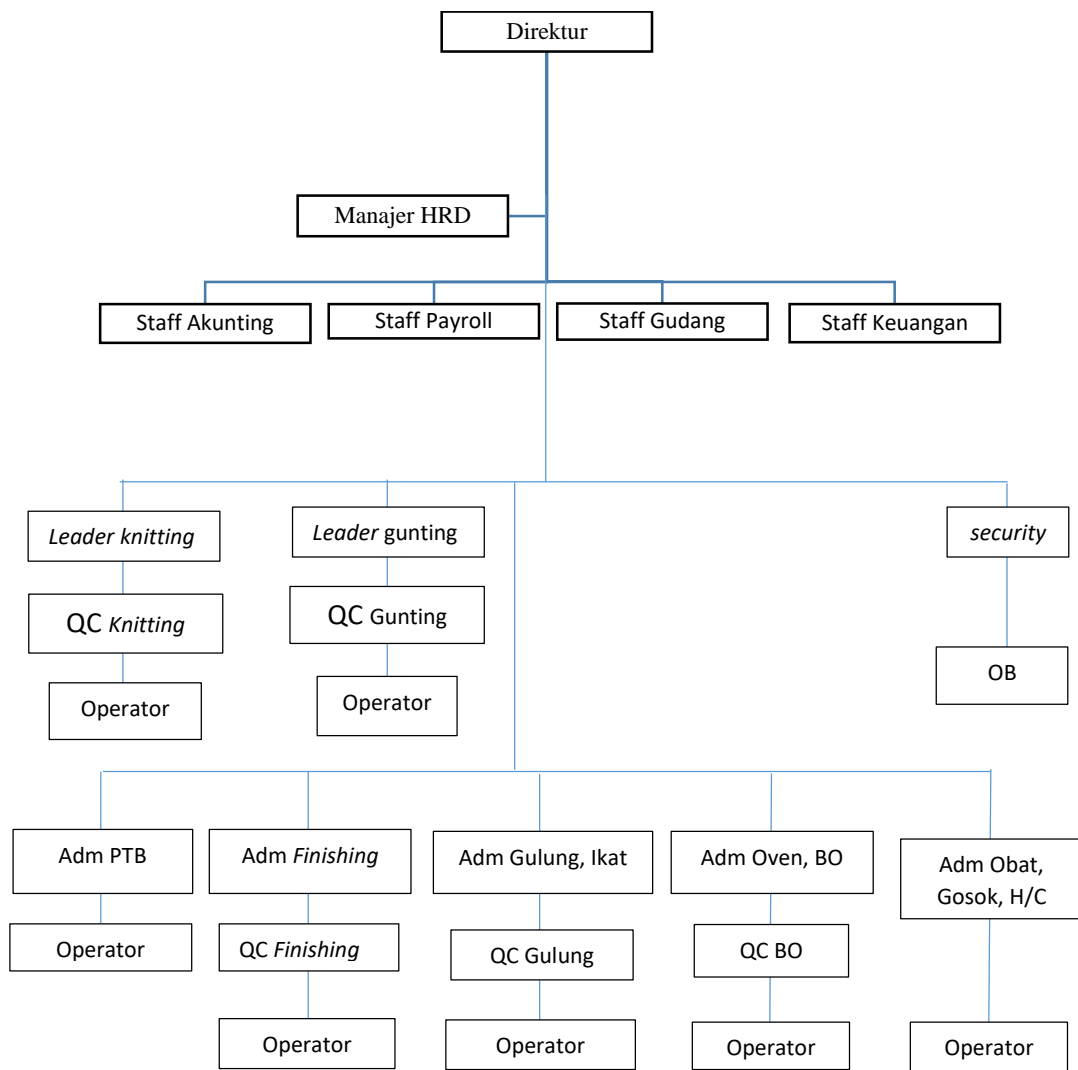 Direktur
Manajer HRD
Staff Akunting
Staff Payroll
Staff Gudang
Staff Keuangan
Leader knitting
Leader gunting
security
QC Knitting
QC Gunting
OB
Operator
Operator
Adm PTB
Adm Finishing
Adm Gulung, Ikat
Adm Oven, BO
Adm Obat,
Gosok, H/C
Operator
QC Finishing
QC Gulung
QC BO
Operator
Operator
Operator
Operator